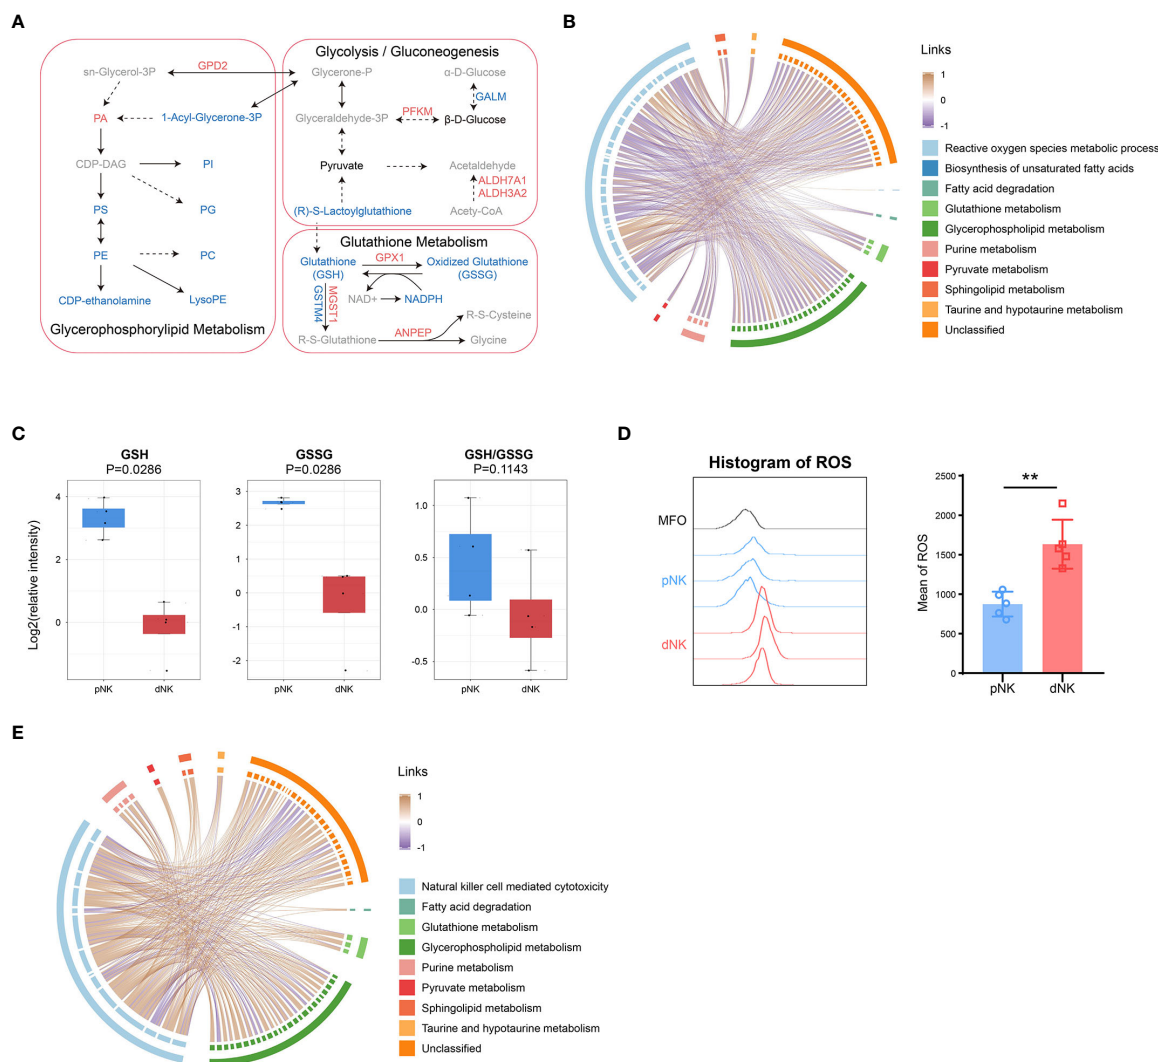 A
Glycolysis / Gluconeogenesis
sn-Glycerol-3P
GPD2
Glycerone-P
α-D-Glucose
GALM
PA
1-Acyl-Glycerone-3P
Glyceraldehyde-3P
PFKM
β-D-Glucose
CDP-DAG
PI
Pyruvate
Acetaldehyde
ALDH7A1
ALDH3A2
PS
PG
(R)-S-Lactoylglutathione
Acety-CoA
Glutathione Metabolism
PE
PC
Glutathione
(GSH)
GPX1
Oxidized Glutathione
(GSSG)
CDP-ethanolamine
LysoPE
GSTM4
MGST1
NAD+
NADPH
R-S-Cysteine
Glycerophosphorylipid Metabolism
R-S-Glutathione
ANPEP
Glycine
B
Links
1
0
-1
Reactive oxygen species metabolic process
Biosynthesis of unsaturated fatty acids
Fatty acid degradation
Glutathione metabolism
Glycerophospholipid metabolism
Purine metabolism
Pyruvate metabolism
Sphingolipid metabolism
Taurine and hypotaurine metabolism
Unclassified
C
GSH
P=0.0286
Log2(relative intensity)
4
2
0
pNK
dNK
GSSG
P=0.0286
3
2
1
0
-1
-2
pNK
dNK
GSH/GSSG
P=0.1143
1.0
0.5
0.0
-0.5
pNK
dNK
D
Histogram of ROS
MFO
pNK
dNK
Mean of ROS
2500
2000
1500
1000
500
0
**
pNK
dNK
E
Links
1
0
-1
Natural killer cell mediated cytotoxicity
Fatty acid degradation
Glutathione metabolism
Glycerophospholipid metabolism
Purine metabolism
Pyruvate metabolism
Sphingolipid metabolism
Taurine and hypotaurine metabolism
Unclassified